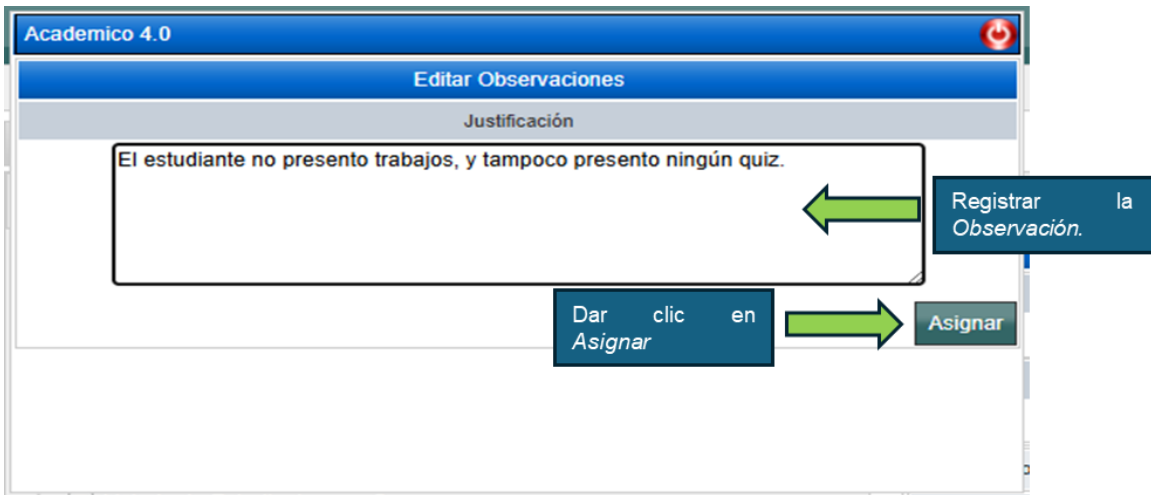 Academico 4.0
Editar Observaciones
Justificación
El estudiante no presento trabajos, y tampoco presento ningún quiz.
Registrar la
Observación.
Dar clic en
Asignar
Asignar